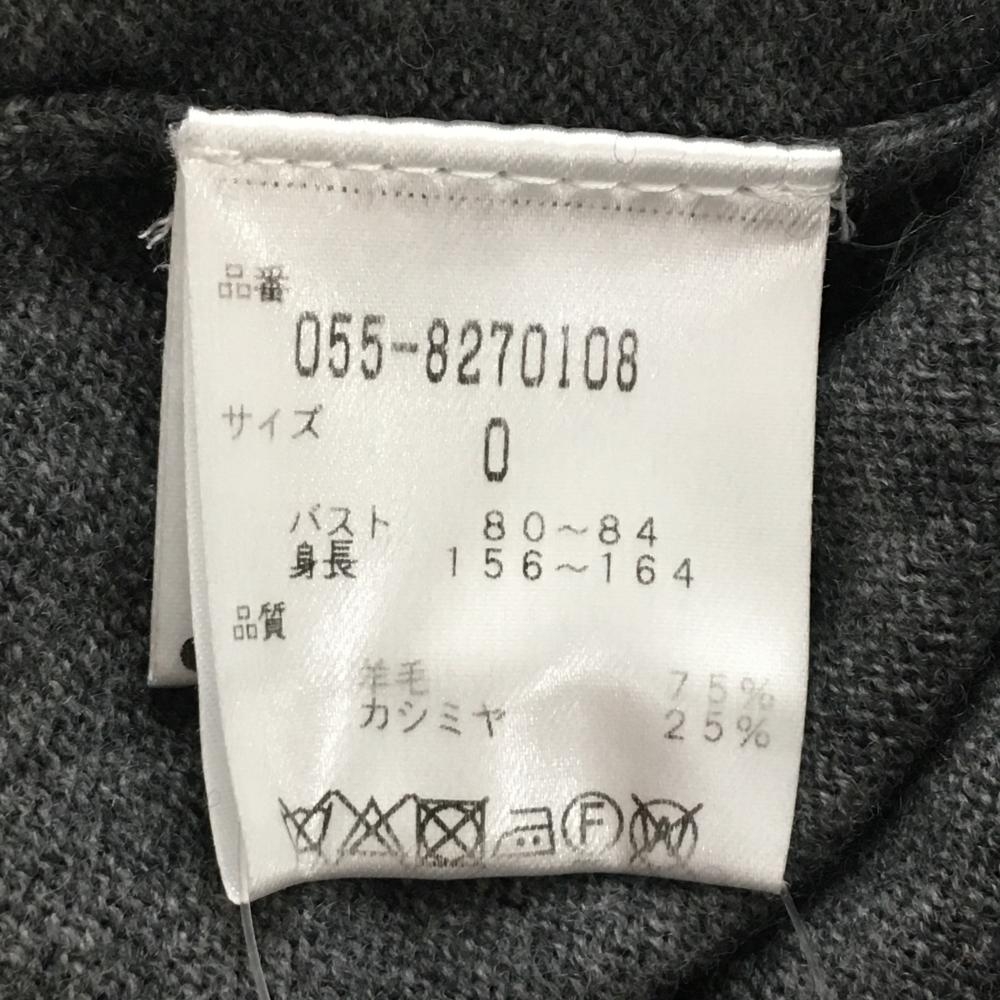 品番
055-8270108
サイズ
0
バスト 80～84
身長 156～164
品質
羊毛 75%
カシミヤ 25%
F
W